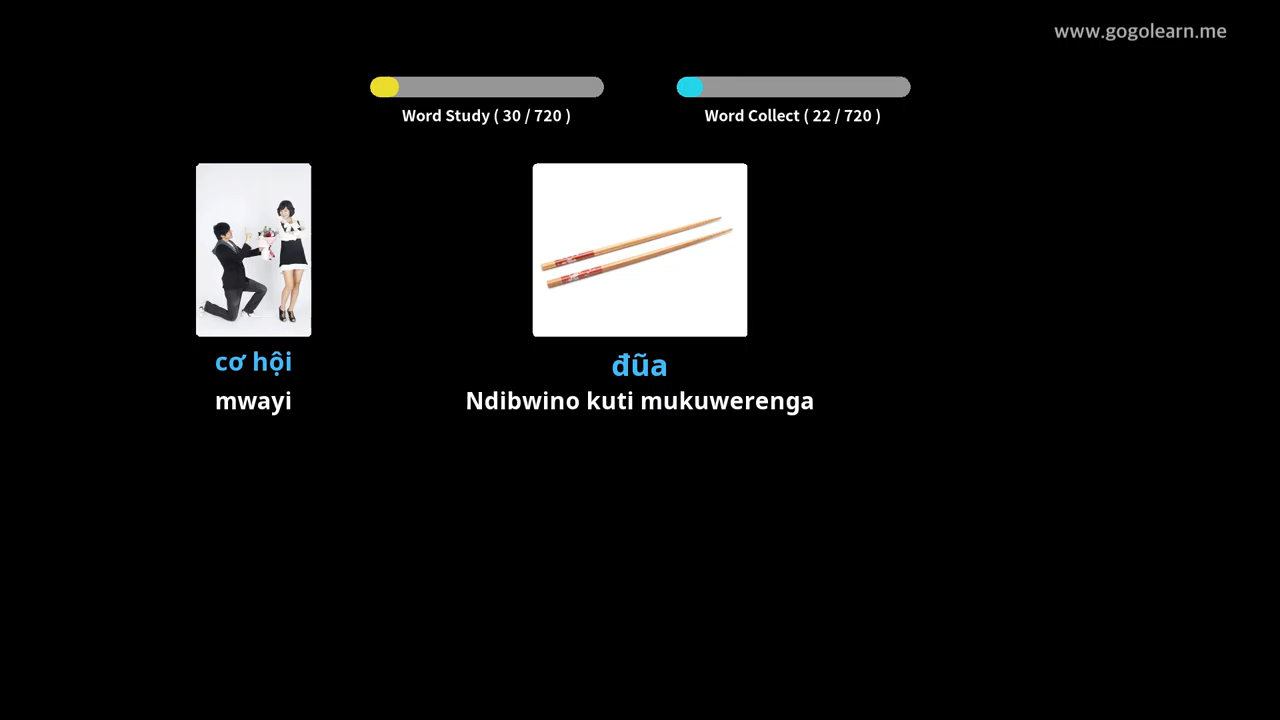 www.gogolearn.me
Word Study ( 30 / 720 )
Word Collect ( 22 / 720 )
cơ hội
mwayi
đũa
Ndibwino kuti mukuwerenga